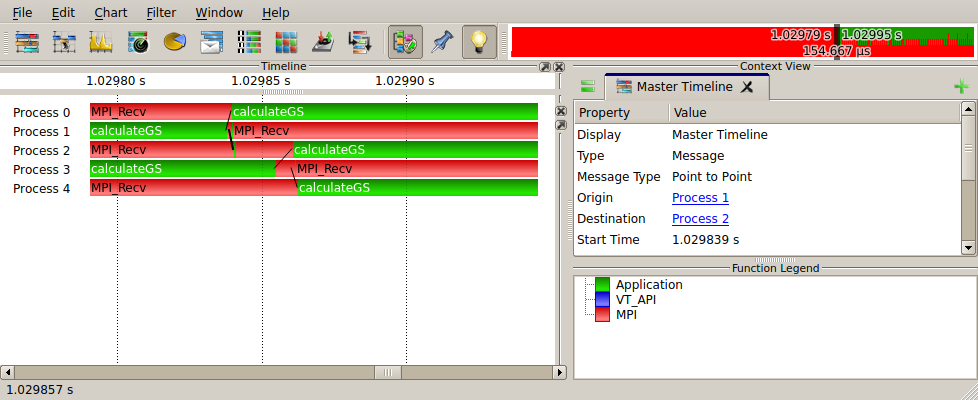 File Edit Chart Filter Window Help
1.02979 s 1.02995 s
154.667 µs
Timeline
1.02980 s 1.02985 s 1.02990 s
Process 0 MPI_Recv calculateGS
Process 1 calculateGS MPI_Recv
Process 2 MPI_Recv calculateGS
Process 3 calculateGS MPI_Recv
Process 4 MPI_Recv calculateGS
Context View
Master Timeline
Property Value
Display Master Timeline
Type Message
Message Type Point to Point
Origin Process 1
Destination Process 2
Start Time 1.029839 s
Function Legend
Application
VT_API
MPI
1.029857 s